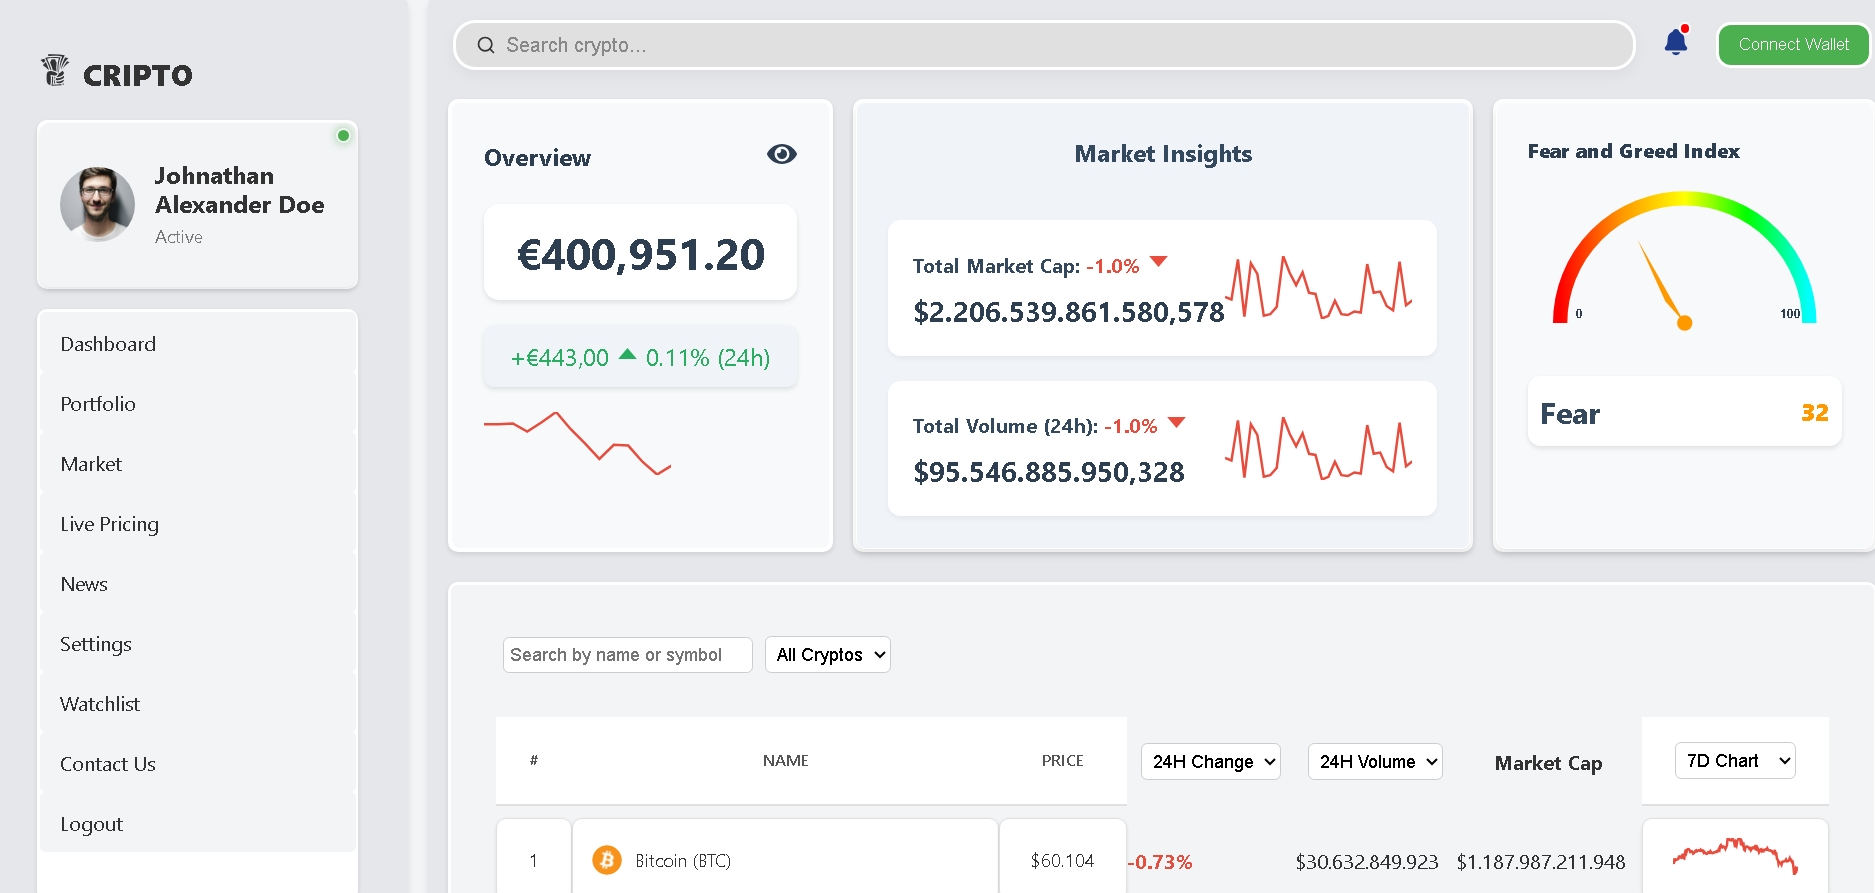 CRIPTO
Johnathan
Alexander Doe
Active
Dashboard
Portfolio
Market
Live Pricing
News
Settings
Watchlist
Contact Us
Logout
Search crypto...
Connect Wallet
Overview
€400,951.20
+€443,00 0.11% (24h)
Market Insights
Total Market Cap: -1.0%
$2.206.539.861.580,578
Total Volume (24h): -1.0%
$95.546.885.950,328
Fear and Greed Index
0 100
Fear 32
Search by name or symbol All Cryptos
# NAME PRICE 24H Change 24H Volume Market Cap 7D Chart
1 Bitcoin (BTC) $60.104 -0.73% $30.632.849.923 $1.187.987.211.948